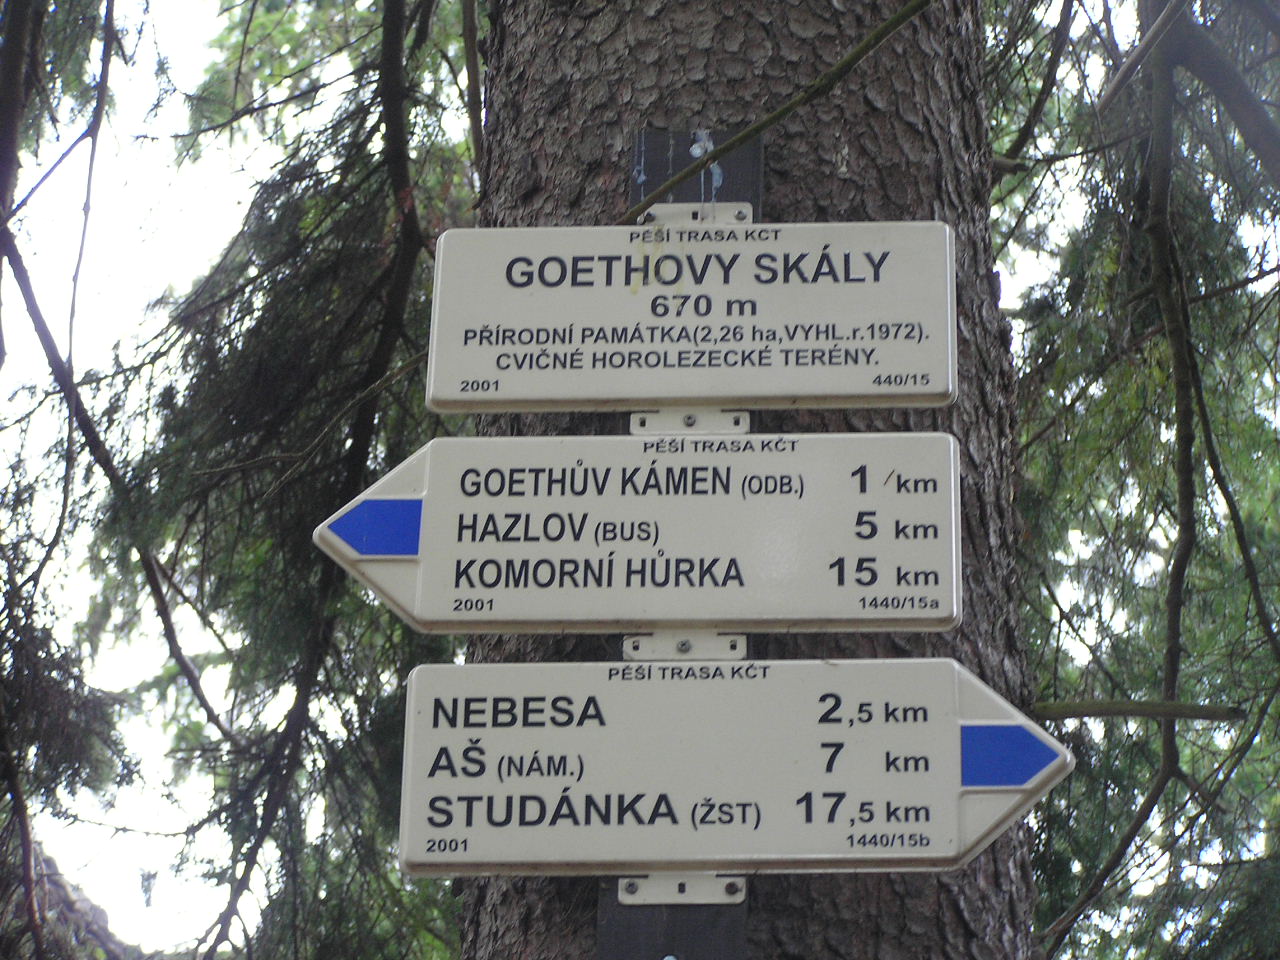 PĚŠÍ TRASA KČT
GOETHOVY SKÁLY
670 m
PŘÍRODNÍ PAMÁTKA(2,26 ha,VYHL.r.1972).
CVIČNÉ HOROLEZECKÉ TERÉNY.
2001 440/15
PĚŠÍ TRASA KČT
GOETHŮV KÁMEN (ODB.) 1 km
HAZLOV (BUS) 5 km
KOMORNÍ HŮRKA 15 km
2001 1440/15a
PĚŠÍ TRASA KČT
NEBESA 2,5 km
AŠ (NÁM.) 7 km
STUDÁNKA (ŽST) 17,5 km
2001 1440/15b